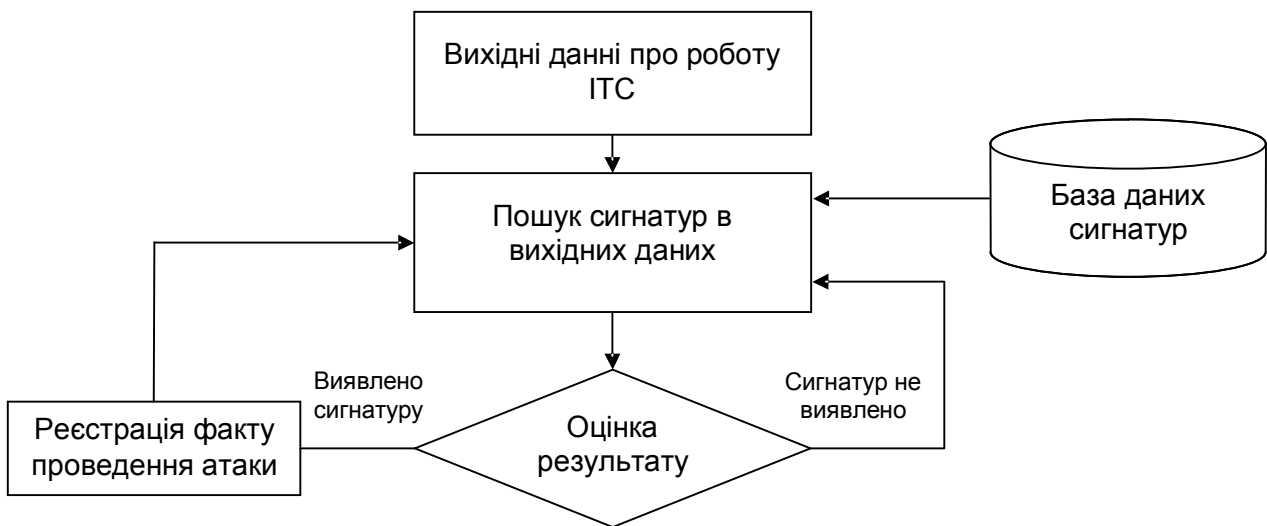 Вихідні данні про роботу
ІТС
База даних
сигнатур
Пошук сигнатур в
вихідних даних
Виявлено
сигнатуру
Сигнатур не
виявлено
Реєстрація факту
проведення атаки
Оцінка
результату